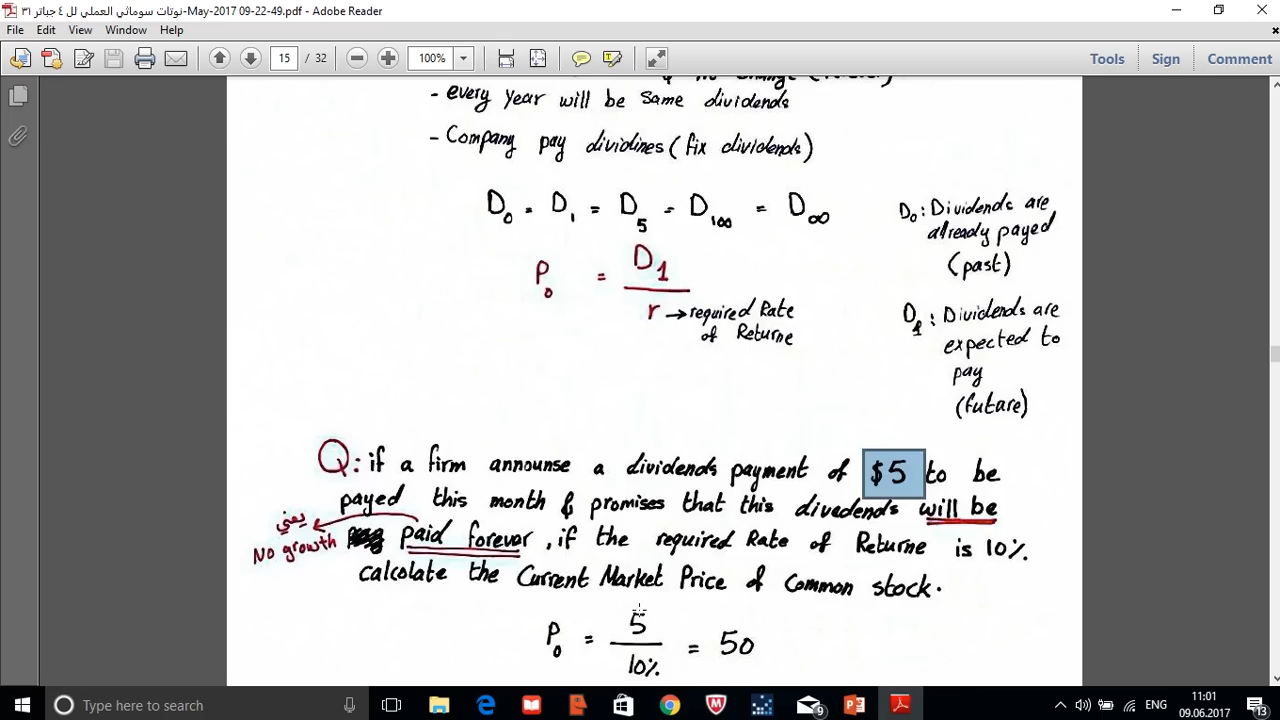 نوتات سوماثي العملي لل ٤ جباتر ٣١-May-2017 09-22-49.pdf - Adobe Reader
File Edit View Window Help
15 / 32 100% Tools Sign Comment
- every year will be same dividends
- Company pay dividines (fix dividends)
D0 = D1 = D5 = D100 = D∞
D0 : Dividends are
already payed
(past)
P0 = D1
r → required Rate
of Returne
D1 : Dividends are
expected to
pay
(future)
Q: if a firm announse a dividends payment of $5 to be
payed this month & promises that this divedends will be
يعني
No growth
paid forever, if the required Rate of Returne is 10%.
calcolate the Current Market Price of Common stock.
P0 = 5 / 10% = 50
Type here to search
9
ENG
11:01
09.06.2017